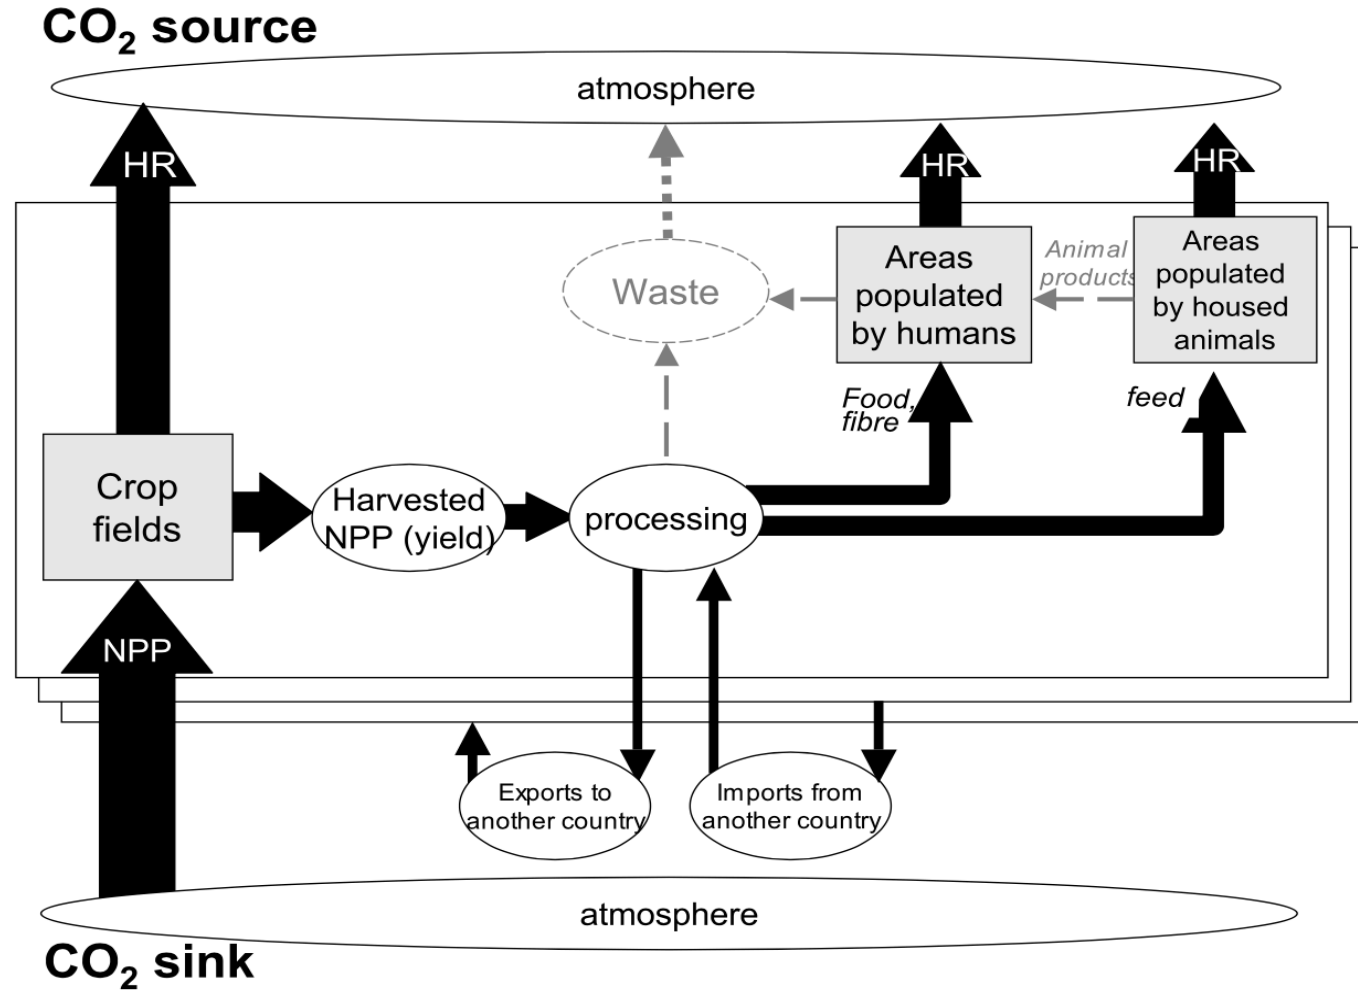 CO2 source
atmosphere
HR
HR
HR
Waste
Areas
populated
by humans
Animal
products
Areas
populated
by housed
animals
Food,
fibre
feed
Crop
fields
Harvested
NPP (yield)
processing
NPP
Exports to
another country
Imports from
another country
atmosphere
CO2 sink